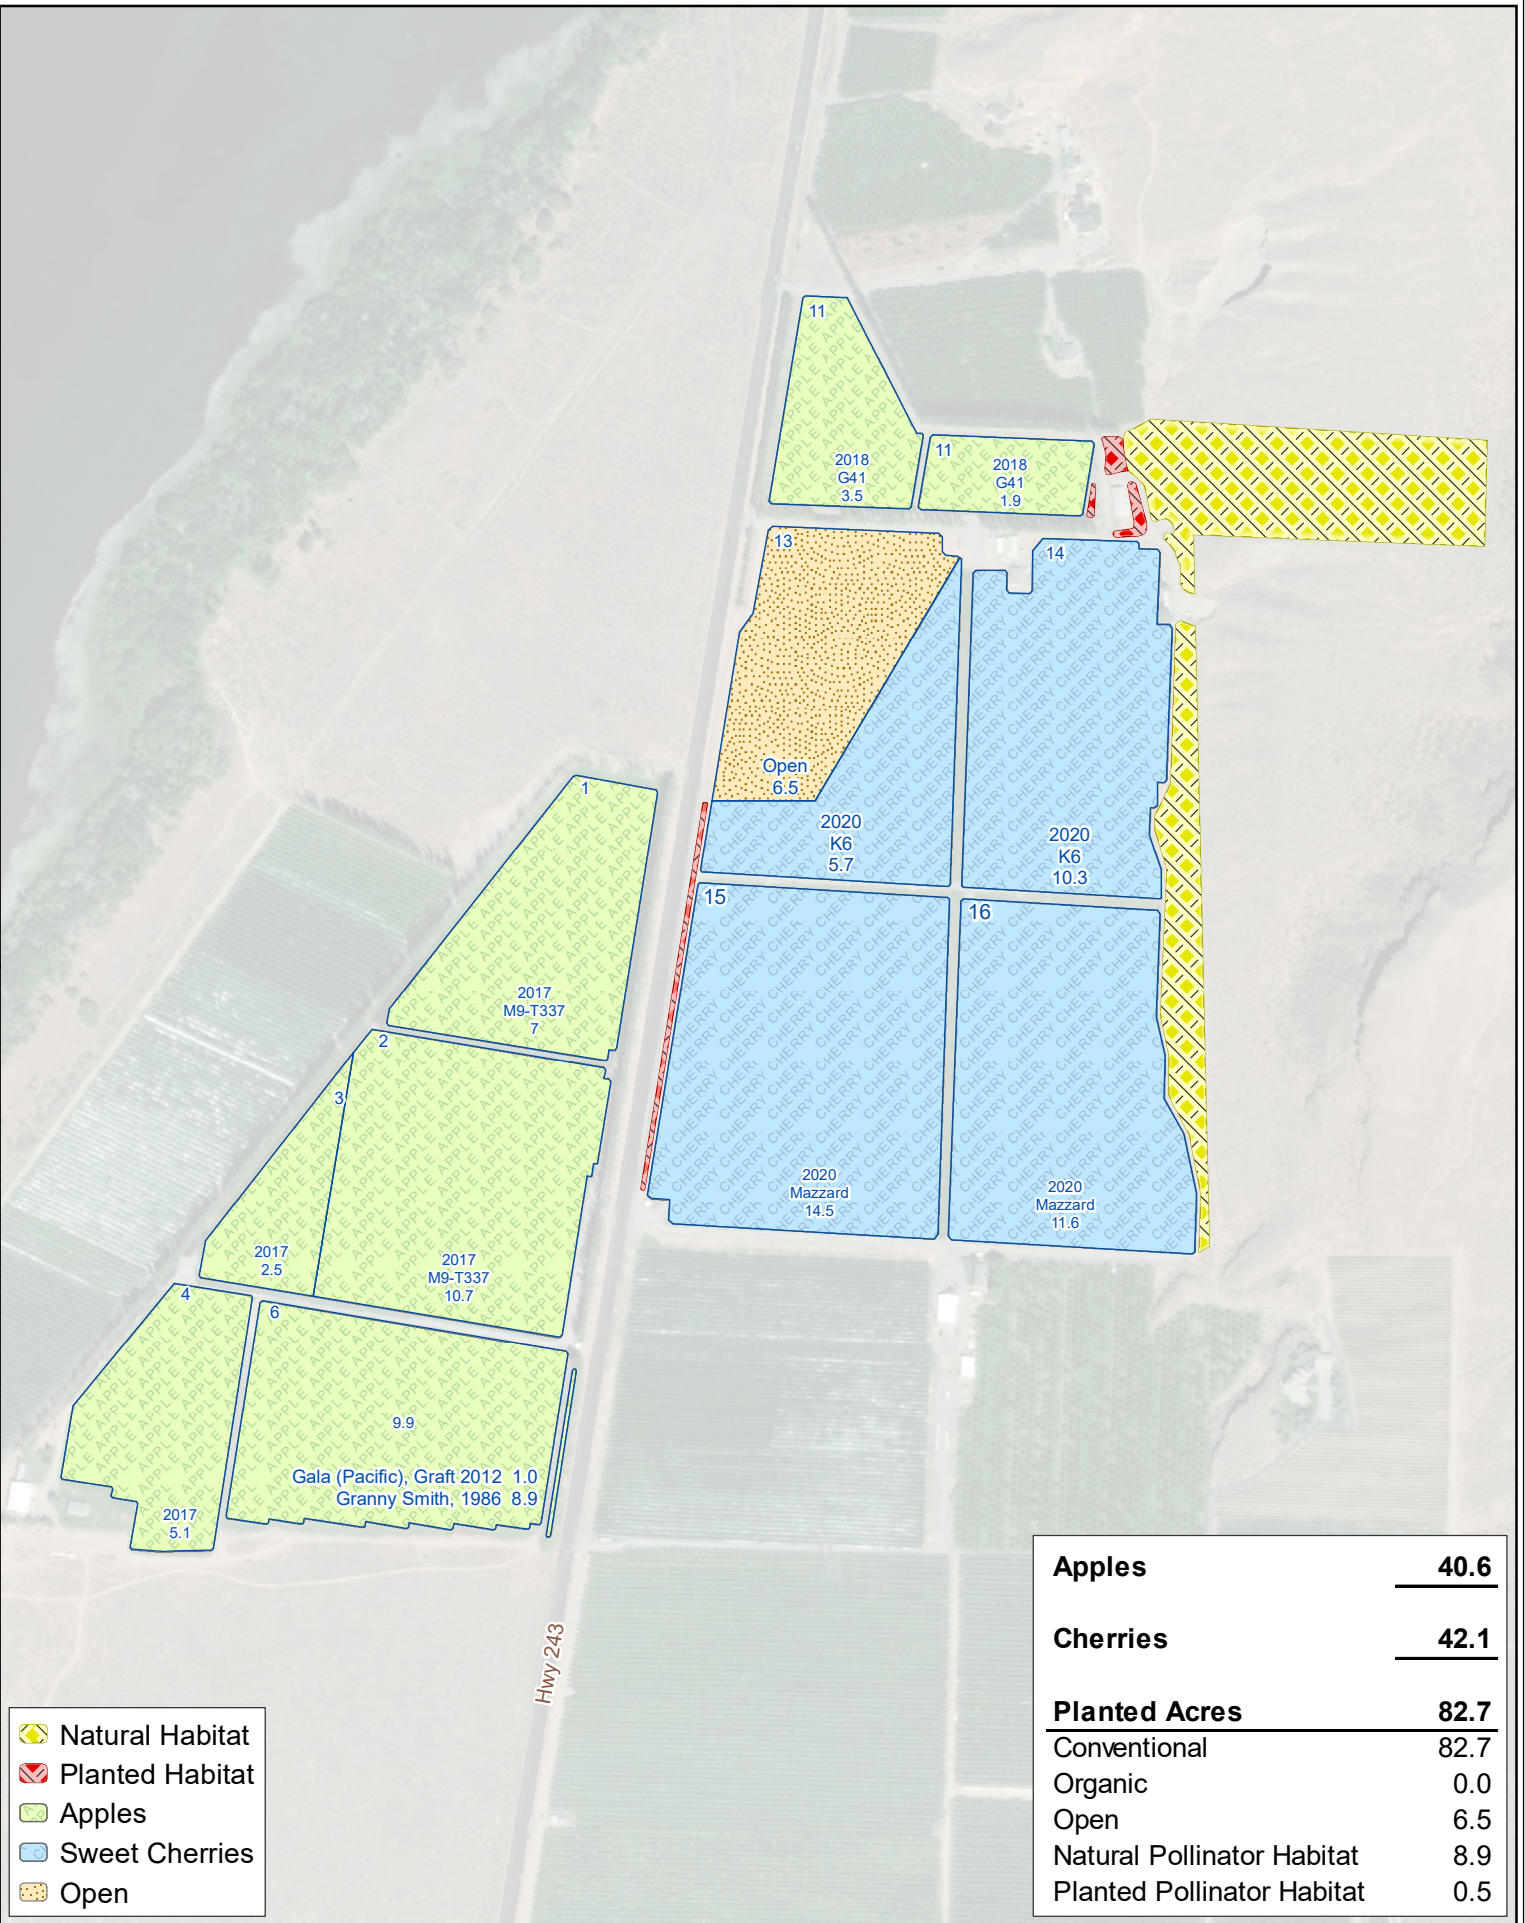 11
2018
G41
3.5
11
2018
G41
1.9
13
Open
6.5
14
2020
K6
5.7
2020
K6
10.3
1
2017
M9-T337
7
15
16
2
3
2017
2.5
2017
M9-T337
10.7
2020
Mazzard
14.5
2020
Mazzard
11.6
4
2017
5.1
6
9.9
Gala (Pacific), Graft 2012 1.0
Granny Smith, 1986 8.9
Hwy 243
Natural Habitat
Planted Habitat
Apples
Sweet Cherries
Open
Apples 40.6
Cherries 42.1
Planted Acres 82.7
Conventional 82.7
Organic 0.0
Open 6.5
Natural Pollinator Habitat 8.9
Planted Pollinator Habitat 0.5